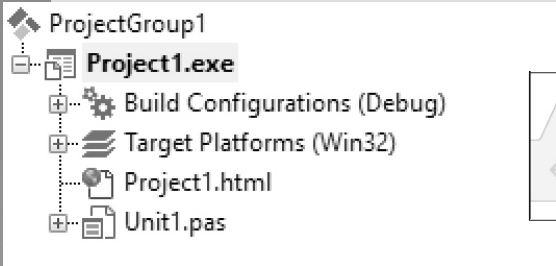 ProjectGroup1
Project1.exe
Build Configurations (Debug)
Target Platforms (Win32)
Project1.html
Unit1.pas